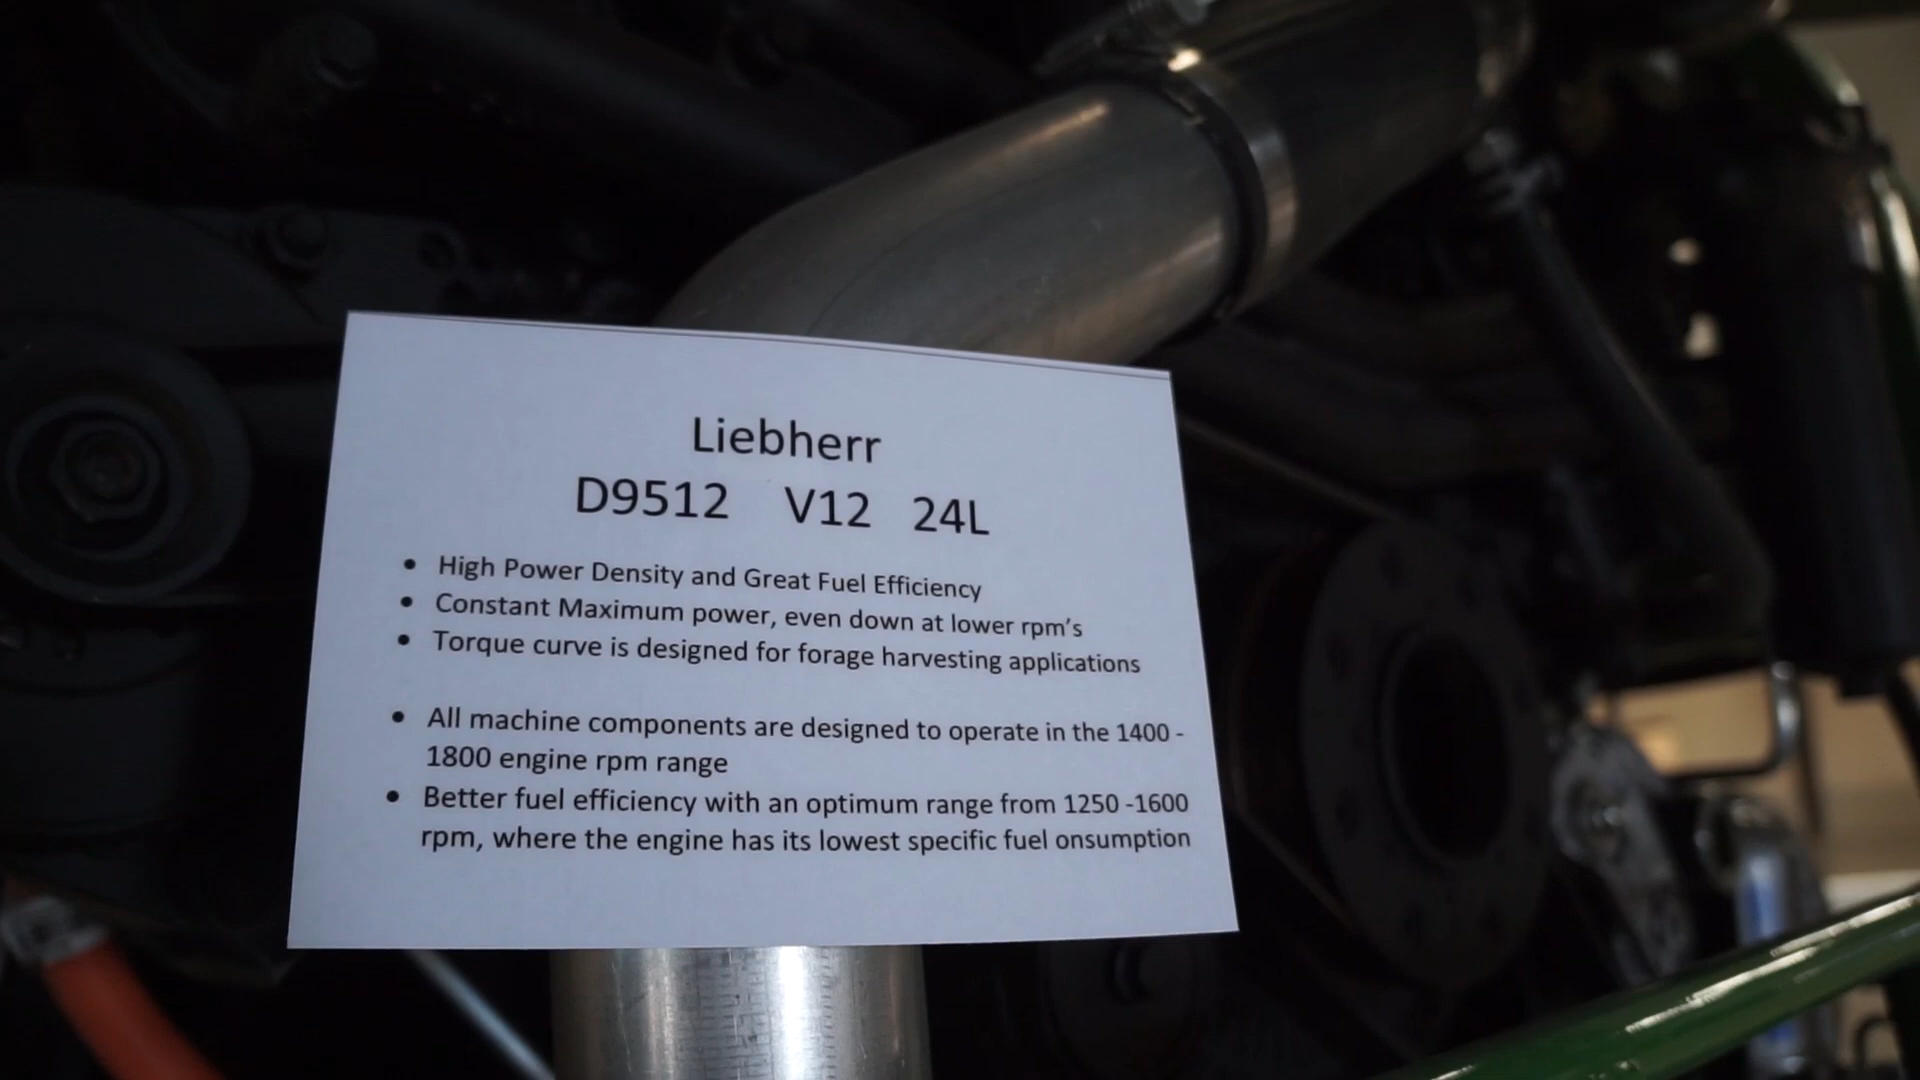 Liebherr
D9512 V12 24L
• High Power Density and Great Fuel Efficiency
• Constant Maximum power, even down at lower rpm's
• Torque curve is designed for forage harvesting applications
• All machine components are designed to operate in the 1400 -
1800 engine rpm range
• Better fuel efficiency with an optimum range from 1250 -1600
rpm, where the engine has its lowest specific fuel onsumption